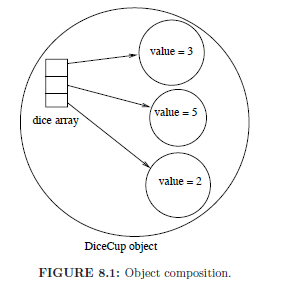 value = 3
value = 5
dice array
value = 2
DiceCup object
FIGURE 8.1: Object composition.